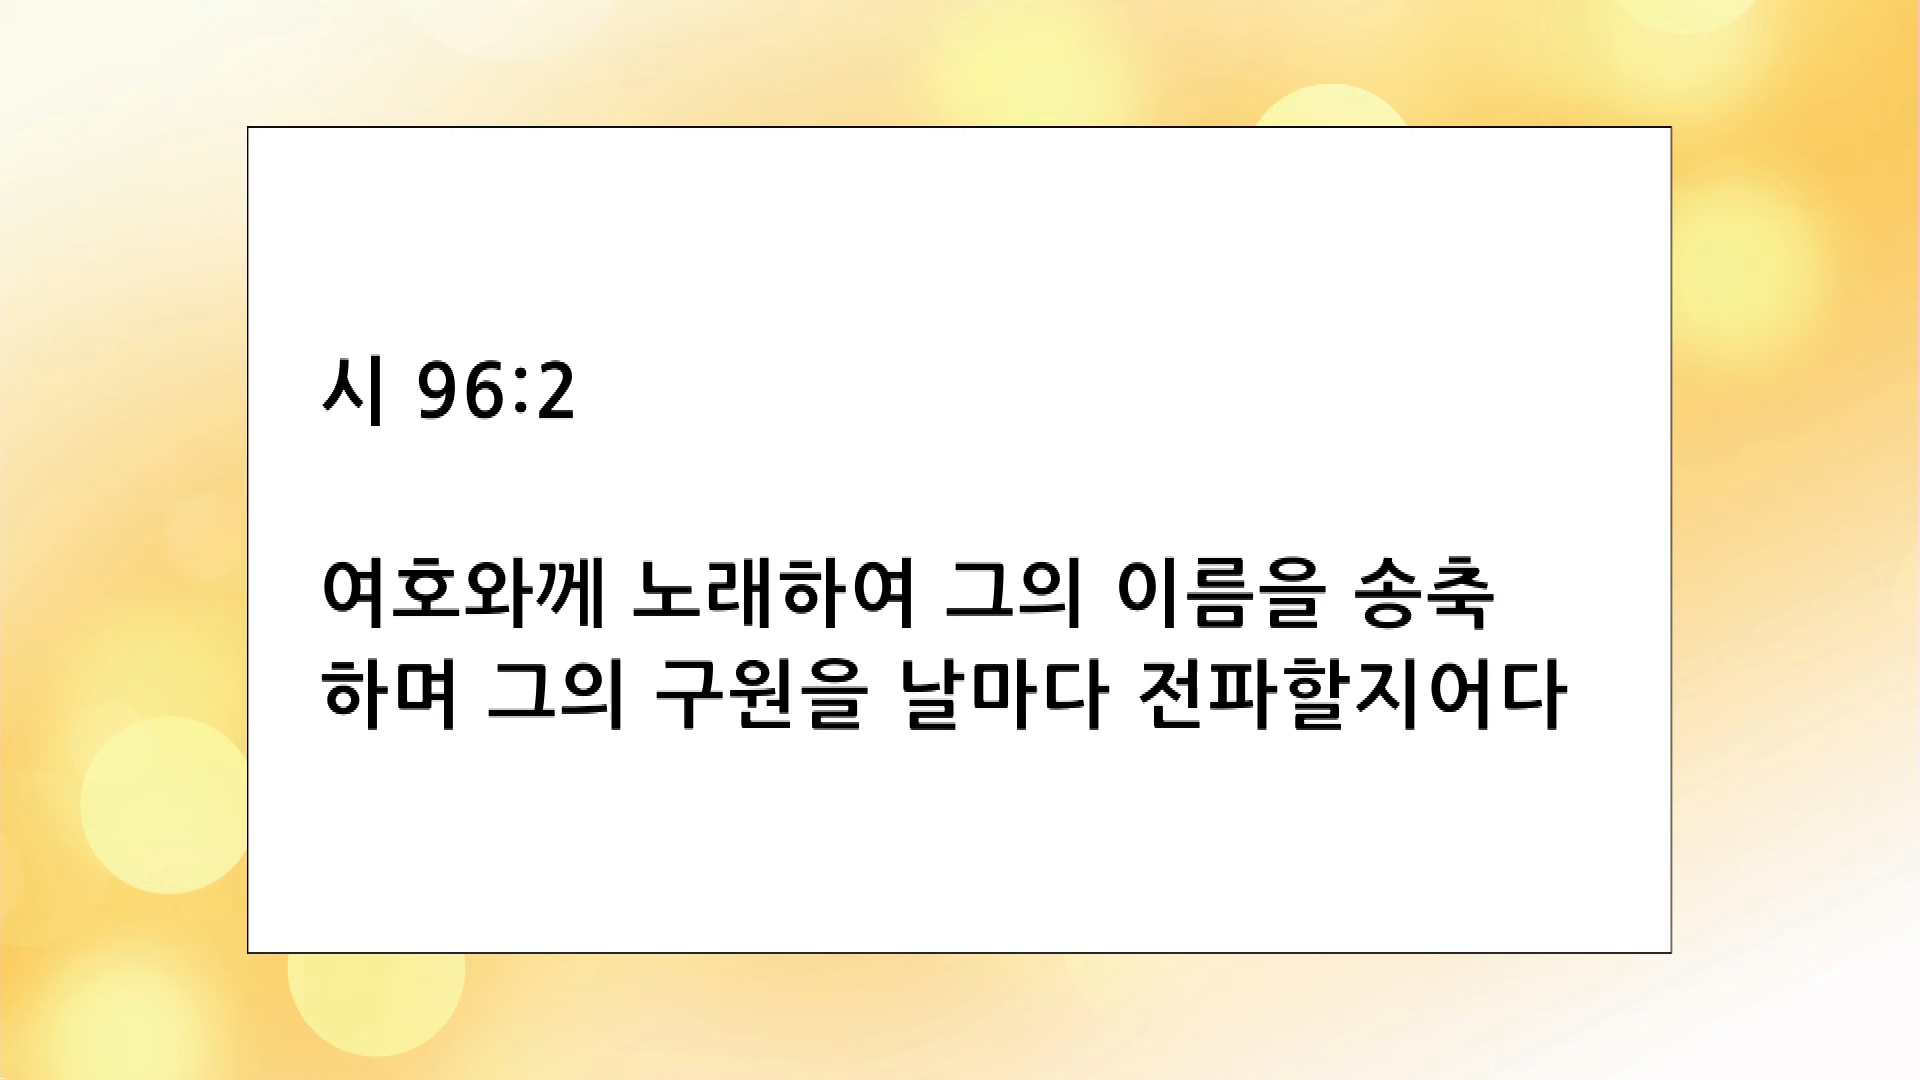 시 96:2
여호와께 노래하여 그의 이름을 송축
하며 그의 구원을 날마다 전파할지어다